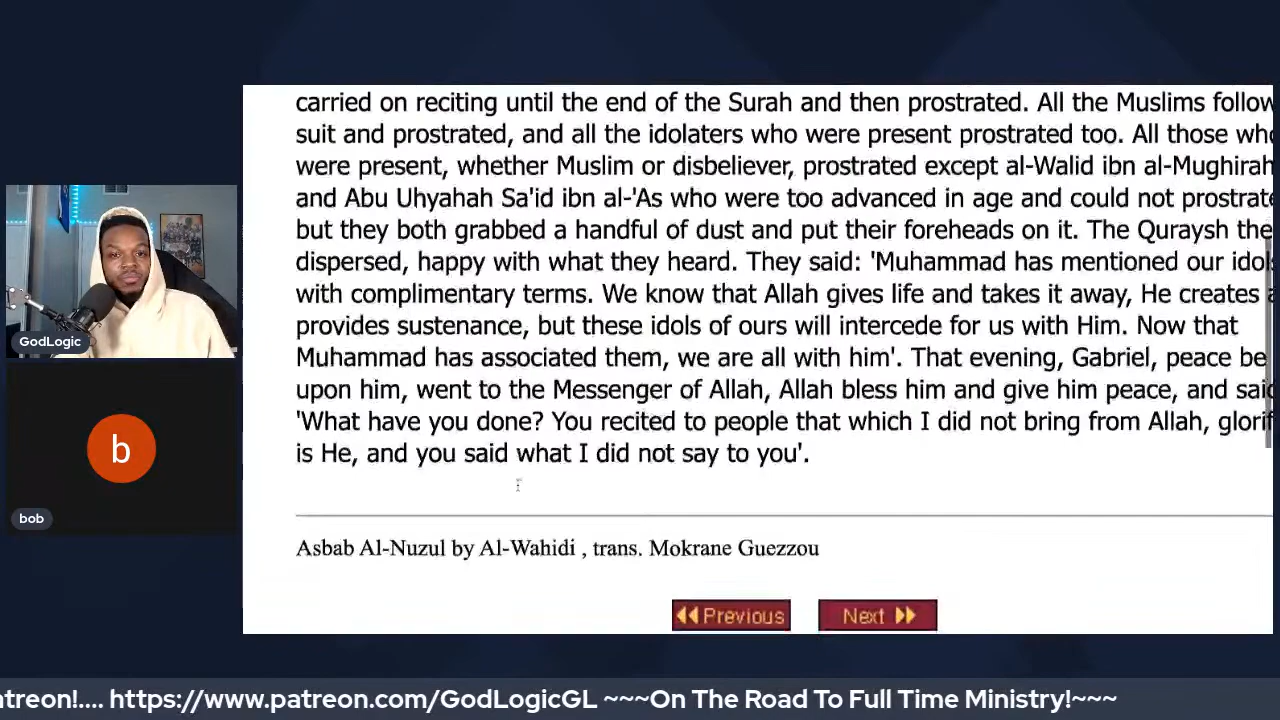 carried on reciting until the end of the Surah and then prostrated. All the Muslims follow
suit and prostrated, and all the idolaters who were present prostrated too. All those who
were present, whether Muslim or disbeliever, prostrated except al-Walid ibn al-Mughirah
and Abu Uhyahah Sa'id ibn al-'As who were too advanced in age and could not prostrate
but they both grabbed a handful of dust and put their foreheads on it. The Quraysh the
dispersed, happy with what they heard. They said: 'Muhammad has mentioned our idol
with complimentary terms. We know that Allah gives life and takes it away, He creates
provides sustenance, but these idols of ours will intercede for us with Him. Now that
Muhammad has associated them, we are all with him'. That evening, Gabriel, peace be
upon him, went to the Messenger of Allah, Allah bless him and give him peace, and said
'What have you done? You recited to people that which I did not bring from Allah, glorif
is He, and you said what I did not say to you'.
Asbab Al-Nuzul by Al-Wahidi , trans. Mokrane Guezzou
Previous Next
GodLogic
b
bob
atreon!.... https://www.patreon.com/GodLogicGL ~~~On The Road To Full Time Ministry!~~~